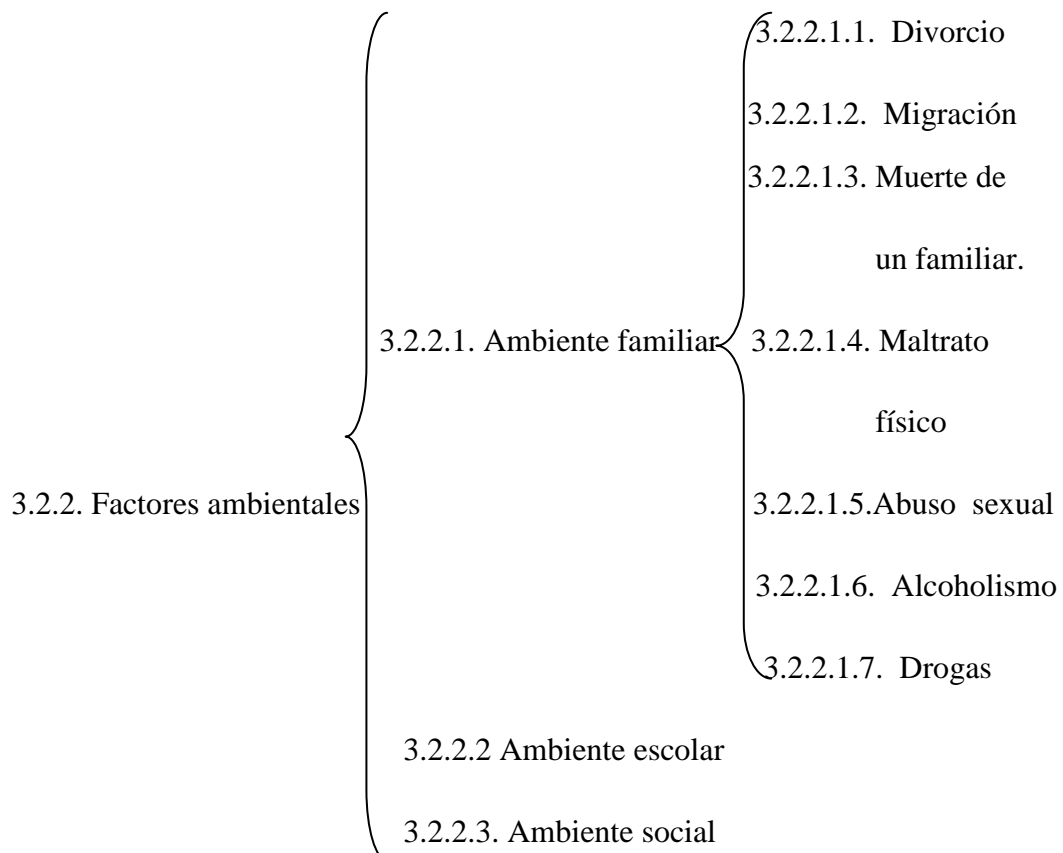 3.2.2.1.1. Divorcio
3.2.2.1.2. Migración
3.2.2.1.3. Muerte de
un familiar.
3.2.2.1. Ambiente familiar
3.2.2.1.4. Maltrato
físico
3.2.2. Factores ambientales
3.2.2.1.5.Abuso sexual
3.2.2.1.6. Alcoholismo
3.2.2.1.7. Drogas
3.2.2.2 Ambiente escolar
3.2.2.3. Ambiente social